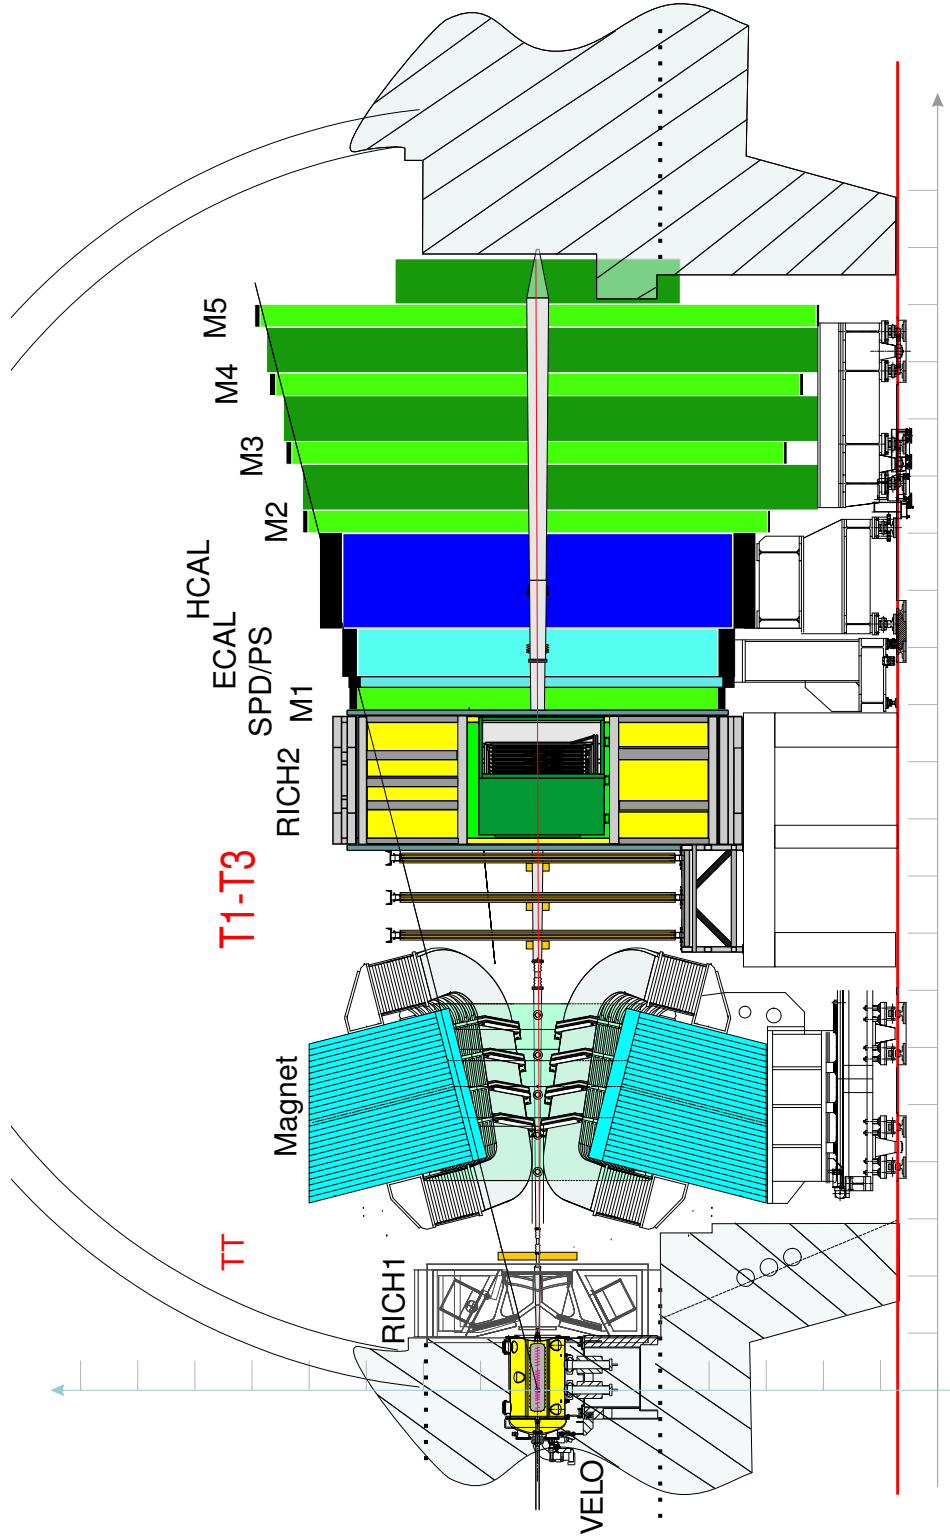 VELO
RICH1
TT
Magnet
T1-T3
RICH2
M1
SPD/PS
ECAL
HCAL
M2
M3
M4
M5